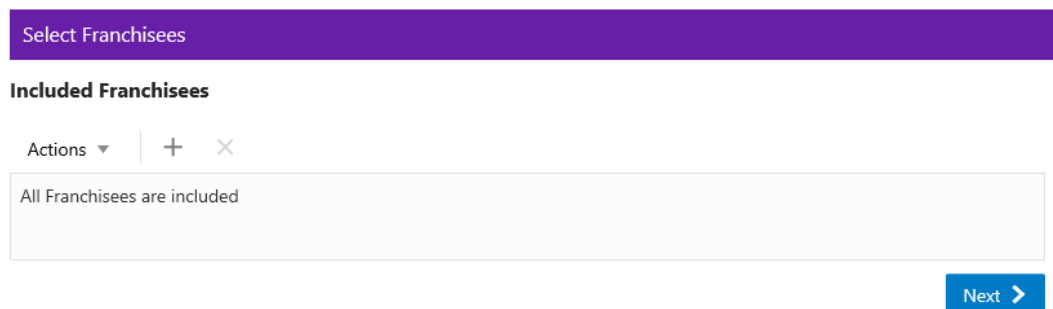 Select Franchisees
Included Franchisees
Actions
All Franchisees are included
Next